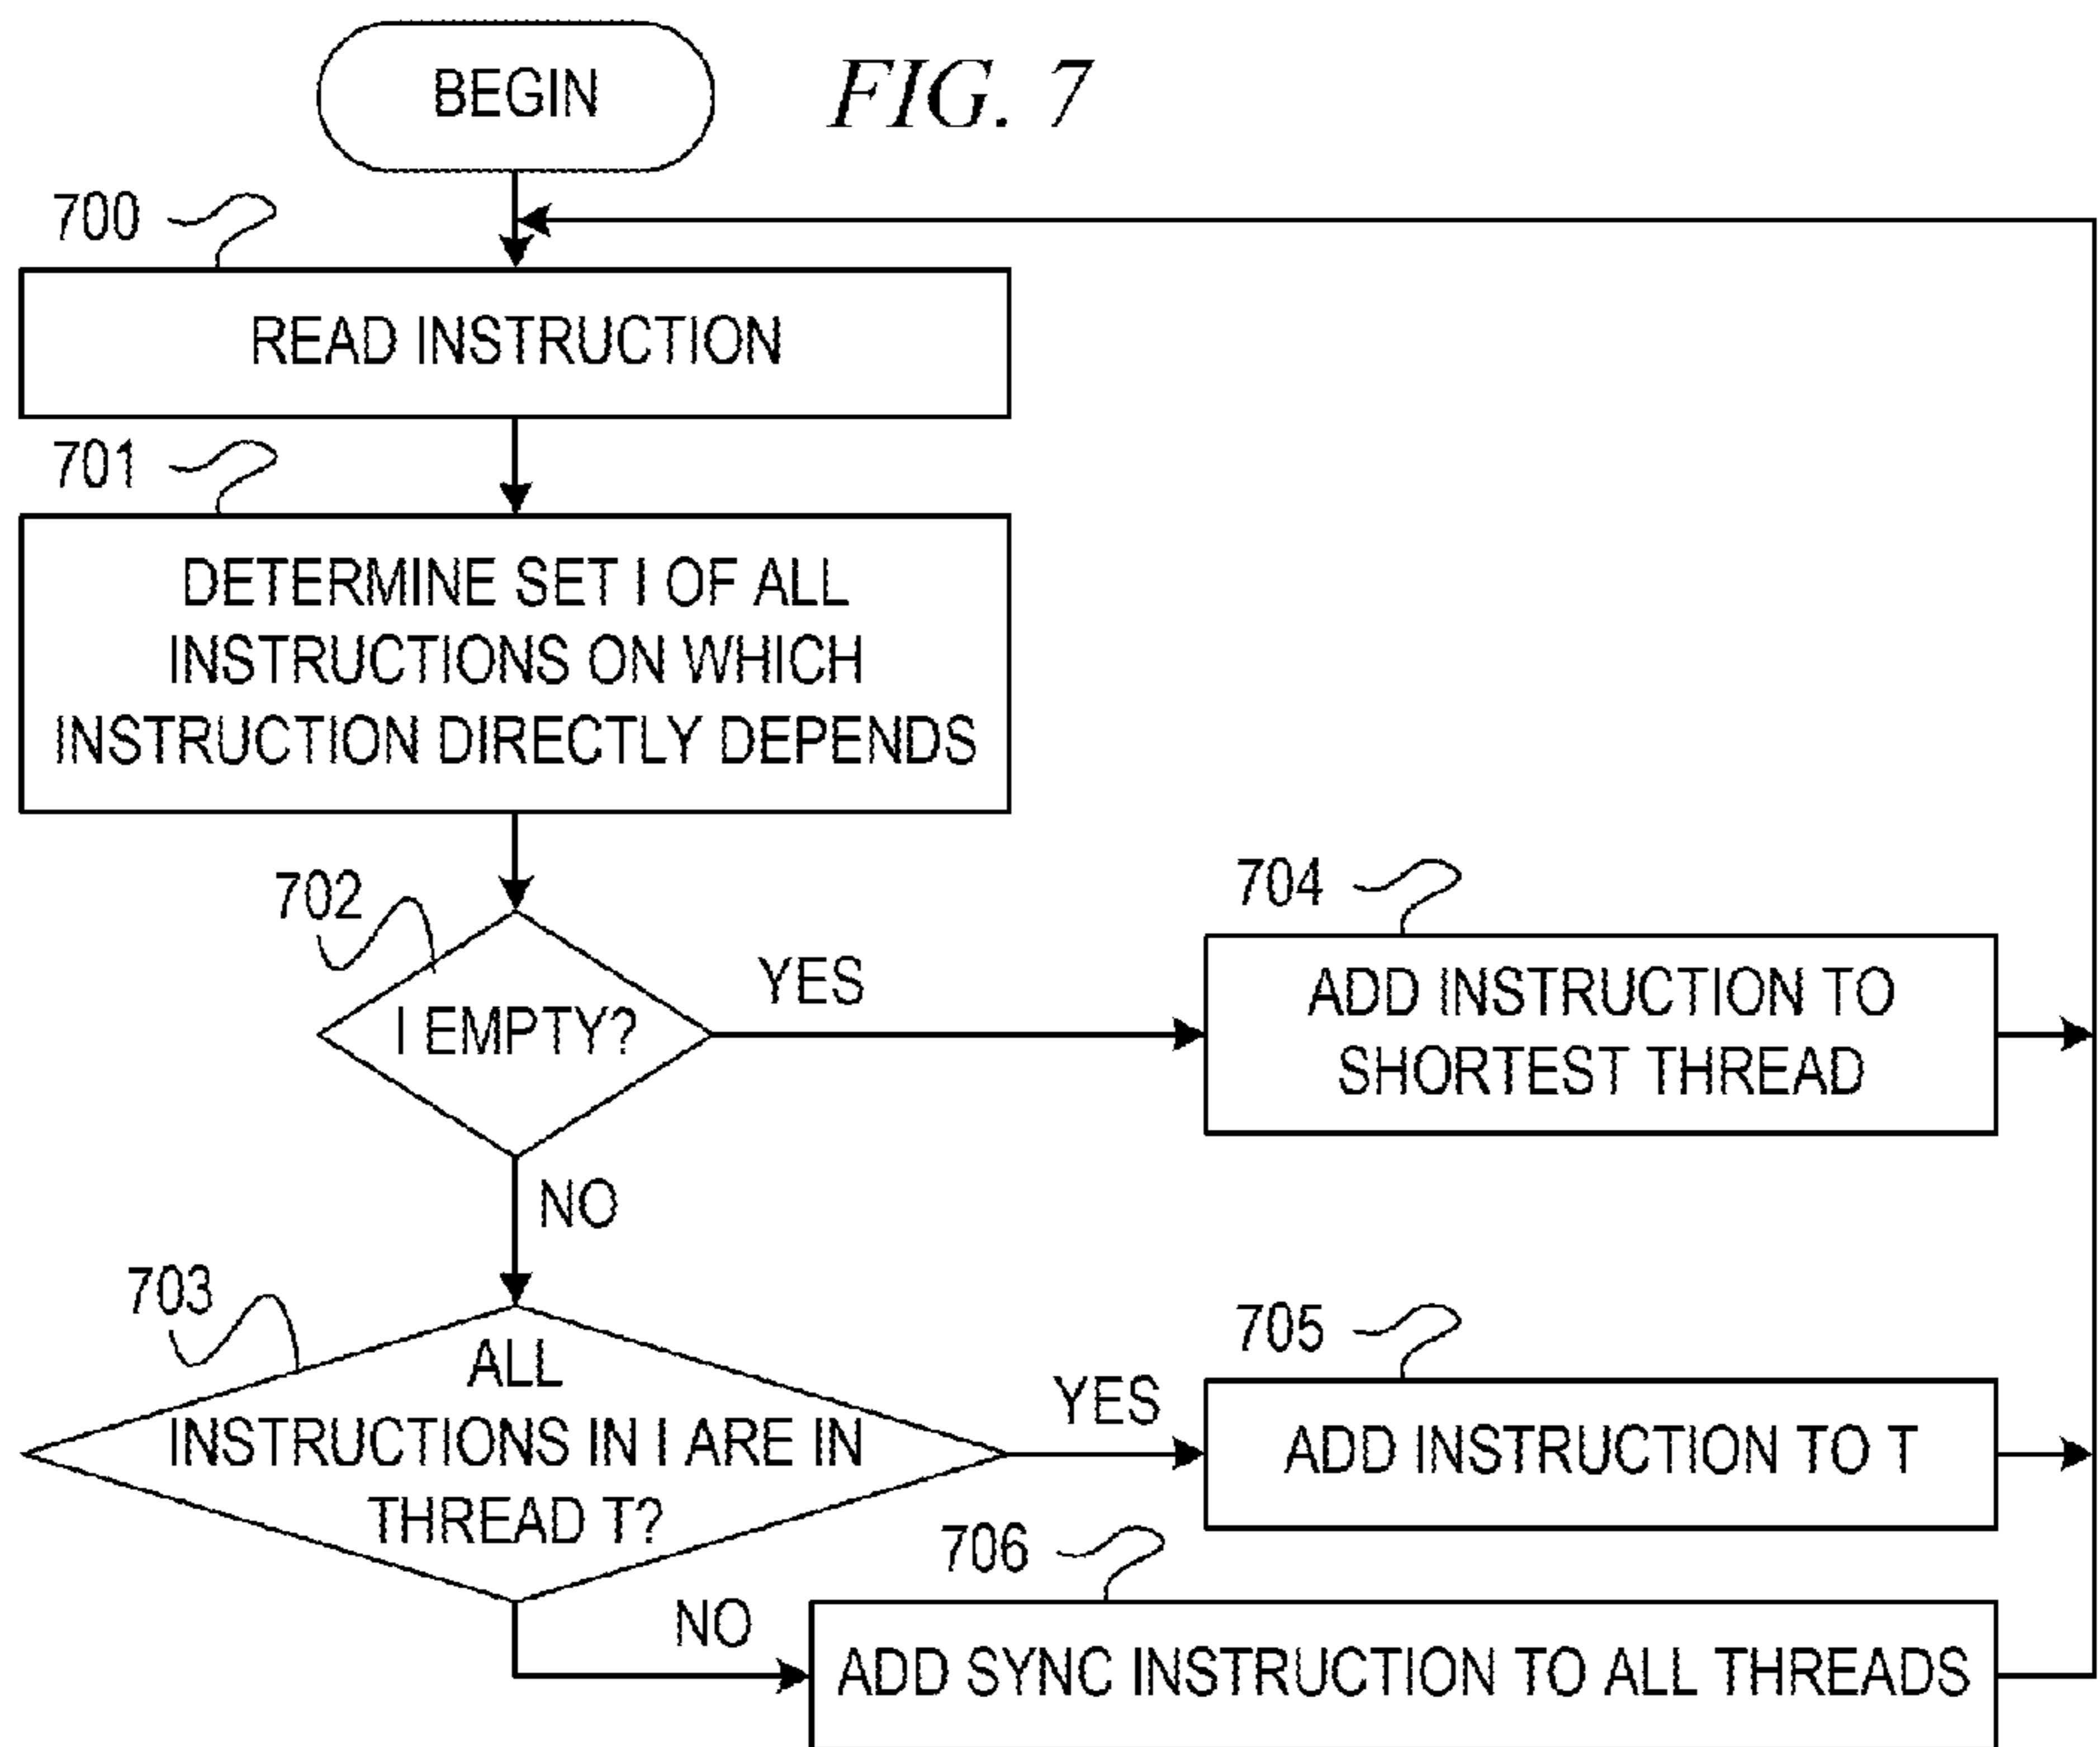 BEGIN
FIG. 7
700
READ INSTRUCTION
701
DETERMINE SET I OF ALL
INSTRUCTIONS ON WHICH
INSTRUCTION DIRECTLY DEPENDS
702
I EMPTY?
YES
704
ADD INSTRUCTION TO
SHORTEST THREAD
NO
703
ALL
INSTRUCTIONS IN I ARE IN
THREAD T?
YES
705
ADD INSTRUCTION TO T
NO
706
ADD SYNC INSTRUCTION TO ALL THREADS